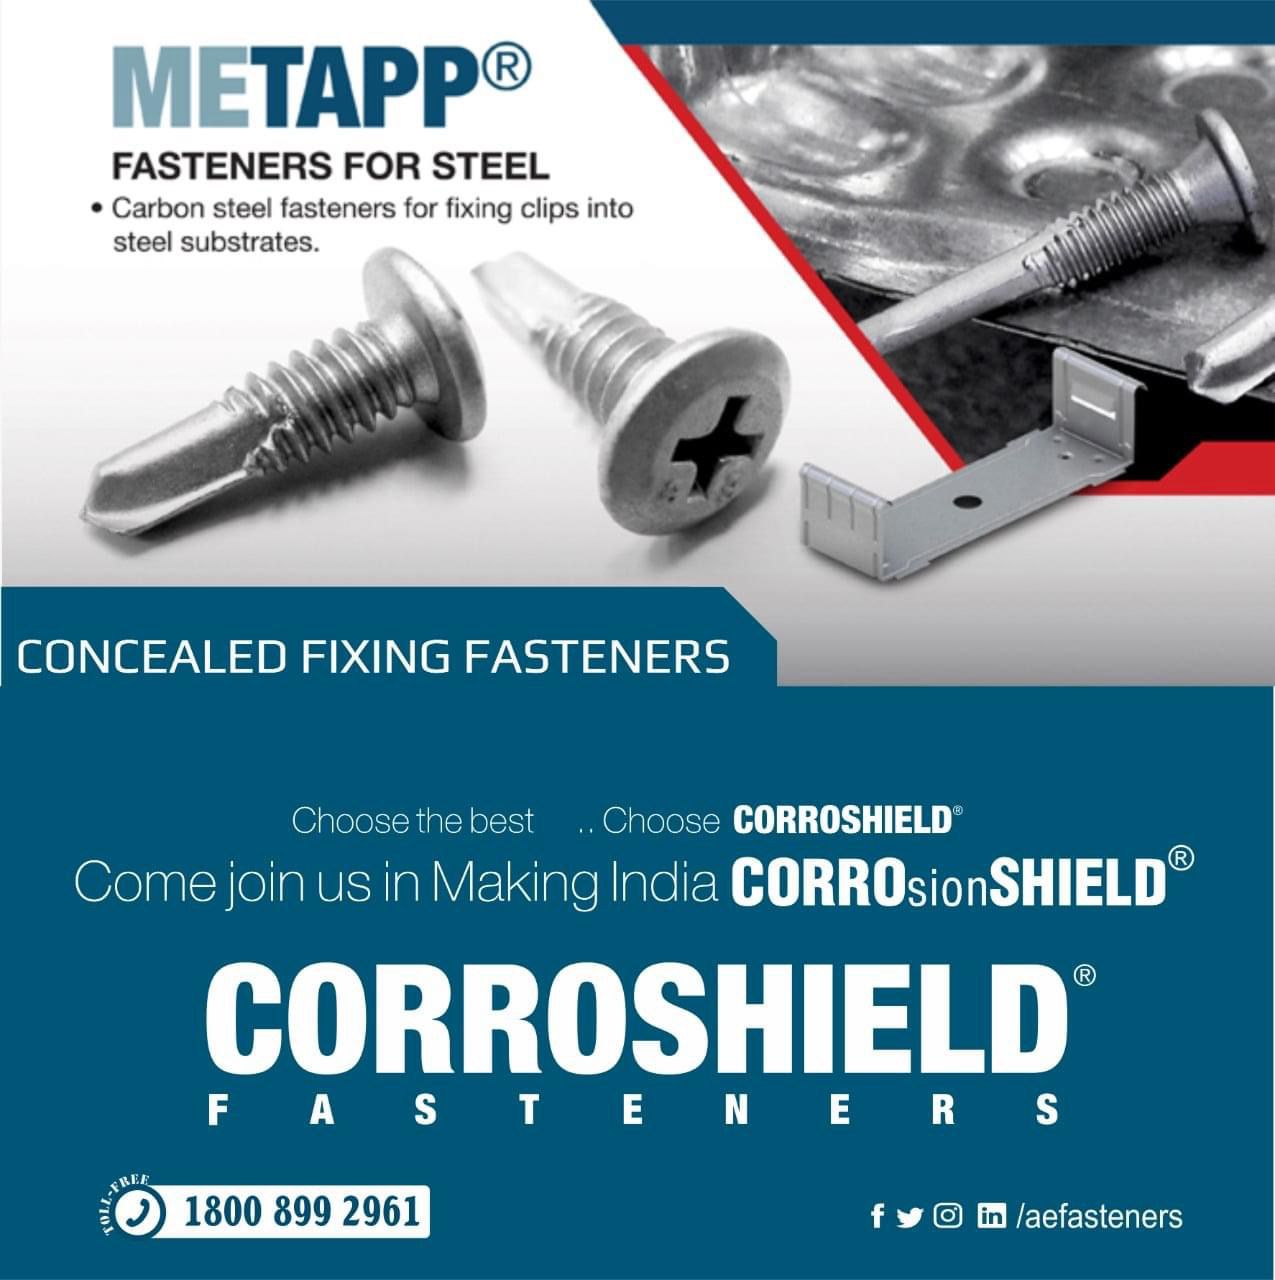 METAPP®
FASTENERS FOR STEEL
• Carbon steel fasteners for fixing clips into
steel substrates.
CONCEALED FIXING FASTENERS
Choose the best .. Choose CORROSHIELD®
Come join us in Making India CORROsionSHIELD®
CORROSHIELD®
FASTENERS
TOLL-FREE
1800 899 2961
/aefasteners